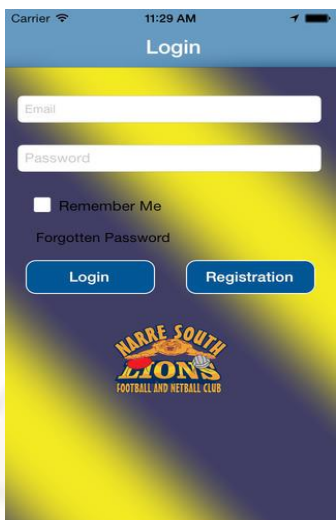 Carrier 11:29 AM
Login
Email
Password
Remember Me
Forgotten Password
Login Registration
NARRE SOUTH
LIONS
FOOTBALL AND NETBALL CLUB